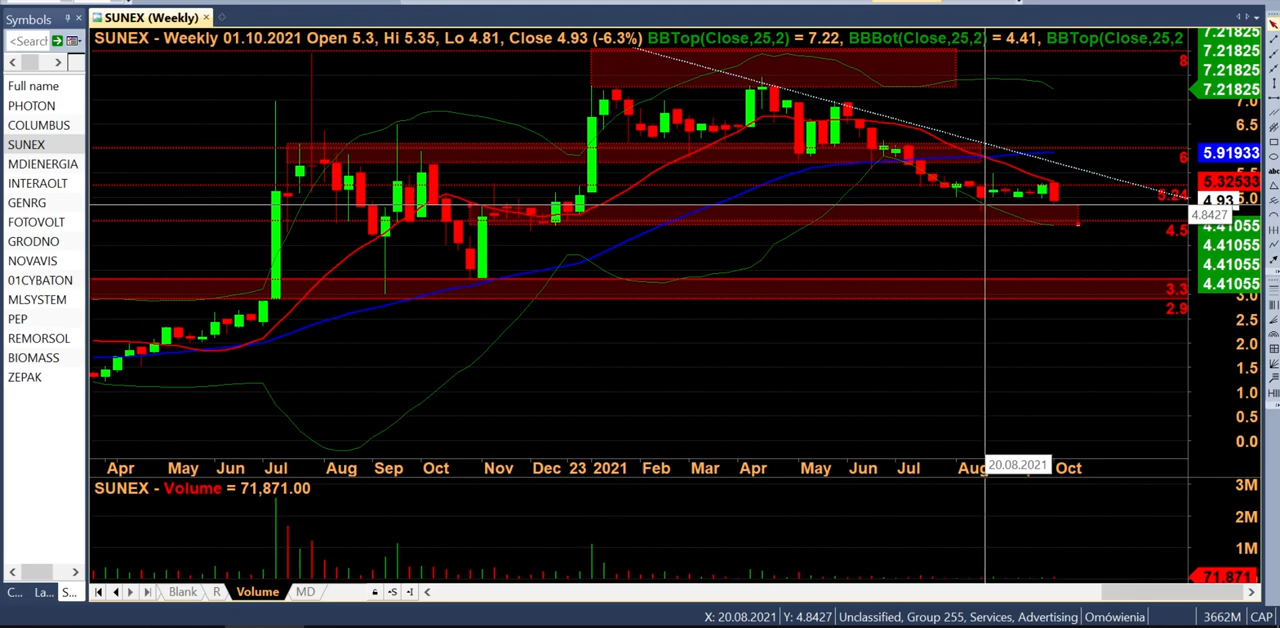 Symbols
SUNEX (Weekly)
<Search
Full name
PHOTON
COLUMBUS
SUNEX
MDIENERGIA
INTERAOLT
GENRG
FOTOVOLT
GRODNO
NOVAVIS
01CYBATON
MLSYSTEM
PEP
REMORSOL
BIOMASS
ZEPAK
C... La... S...
SUNEX - Weekly 01.10.2021 Open 5.3, Hi 5.35, Lo 4.81, Close 4.93 (-6.3%) BBTop(Close,25,2) = 7.22, BBBot(Close,25,2) = 4.41, BBTop(Close,25,2
7.21825
7.21825
7.21825
7.21825
8
7.0
6.5
5.91933
6
5.32533
5.24
5.0
4.93
4.8427
4.41055
4.5
4.41055
4.41055
4.41055
3.3
3.0
2.9
2.5
2.0
1.5
1.0
0.5
0.0
Apr May Jun Jul Aug Sep Oct Nov Dec 23 2021 Feb Mar Apr May Jun Jul Aug 20.08.2021 Oct
SUNEX - Volume = 71,871.00
3M
2M
1M
71,871
Blank R Volume MD
X: 20.08.2021 Y: 4.8427 Unclassified, Group 255, Services, Advertising Omówienia 3662M CAP